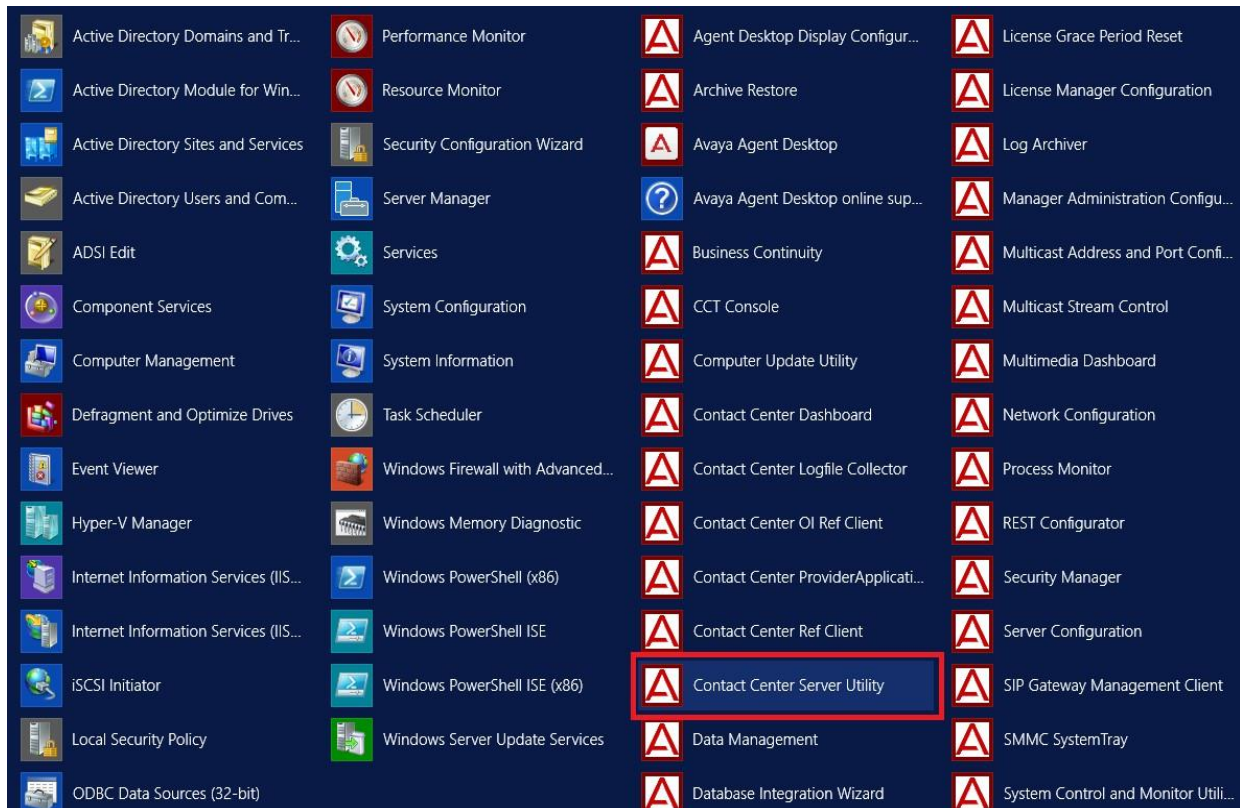 Active Directory Domains and Tr...
Active Directory Module for Win...
Active Directory Sites and Services
Active Directory Users and Com...
ADSI Edit
Component Services
Computer Management
Defragment and Optimize Drives
Event Viewer
Hyper-V Manager
Internet Information Services (IIS...
Internet Information Services (IIS...
iSCSI Initiator
Local Security Policy
ODBC Data Sources (32-bit)
Performance Monitor
Resource Monitor
Security Configuration Wizard
Server Manager
Services
System Configuration
System Information
Task Scheduler
Windows Firewall with Advanced...
Windows Memory Diagnostic
Windows PowerShell (x86)
Windows PowerShell ISE
Windows PowerShell ISE (x86)
Windows Server Update Services
Agent Desktop Display Configur...
Archive Restore
Avaya Agent Desktop
Avaya Agent Desktop online sup...
Business Continuity
CCT Console
Computer Update Utility
Contact Center Dashboard
Contact Center Logfile Collector
Contact Center OI Ref Client
Contact Center ProviderApplicati...
Contact Center Ref Client
Contact Center Server Utility
Data Management
Database Integration Wizard
License Grace Period Reset
License Manager Configuration
Log Archiver
Manager Administration Configu...
Multicast Address and Port Confi...
Multicast Stream Control
Multimedia Dashboard
Network Configuration
Process Monitor
REST Configurator
Security Manager
Server Configuration
SIP Gateway Management Client
SMMC SystemTray
System Control and Monitor Utili...